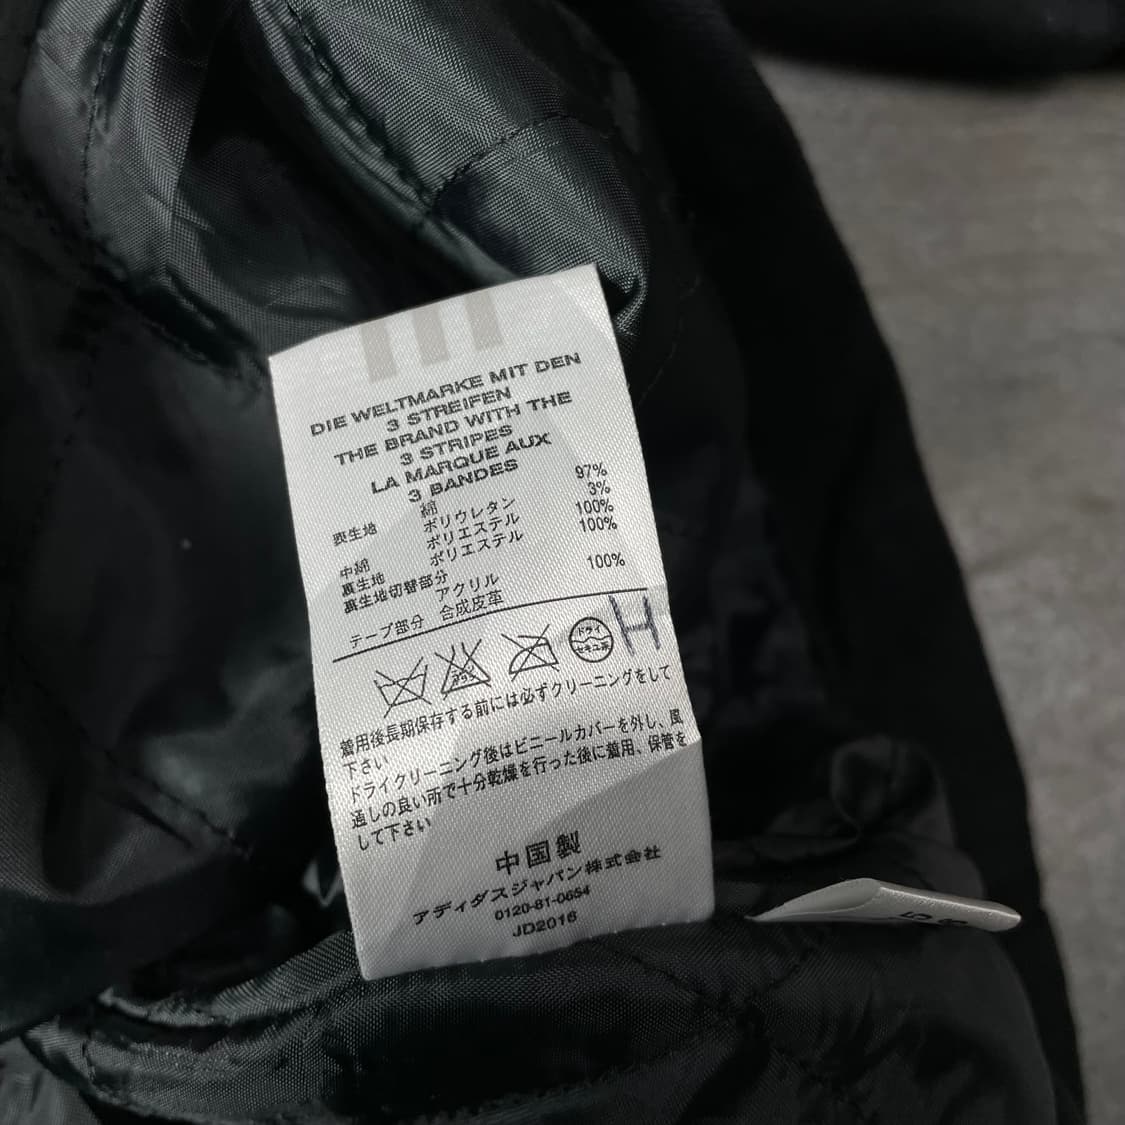 DIE WELTMARKE MIT DEN
3 STREIFEN
THE BRAND WITH THE
3 STRIPES
LA MARQUE AUX
3 BANDES
表生地 綿 97%
ポリウレタン 3%
中綿 ポリエステル 100%
裏生地 ポリエステル 100%
裏生地切替部分
アクリル 100%
テープ部分 合成皮革
ドライ
セキユ系
H
着用後長期保存する前には必ずクリーニングをして
下さい
ドライクリーニング後はビニールカバーを外し、風
通しの良い所で十分乾燥を行った後に着用、保管を
して下さい
中国製
アディダスジャパン株式会社
0120-81-0654
JD2016